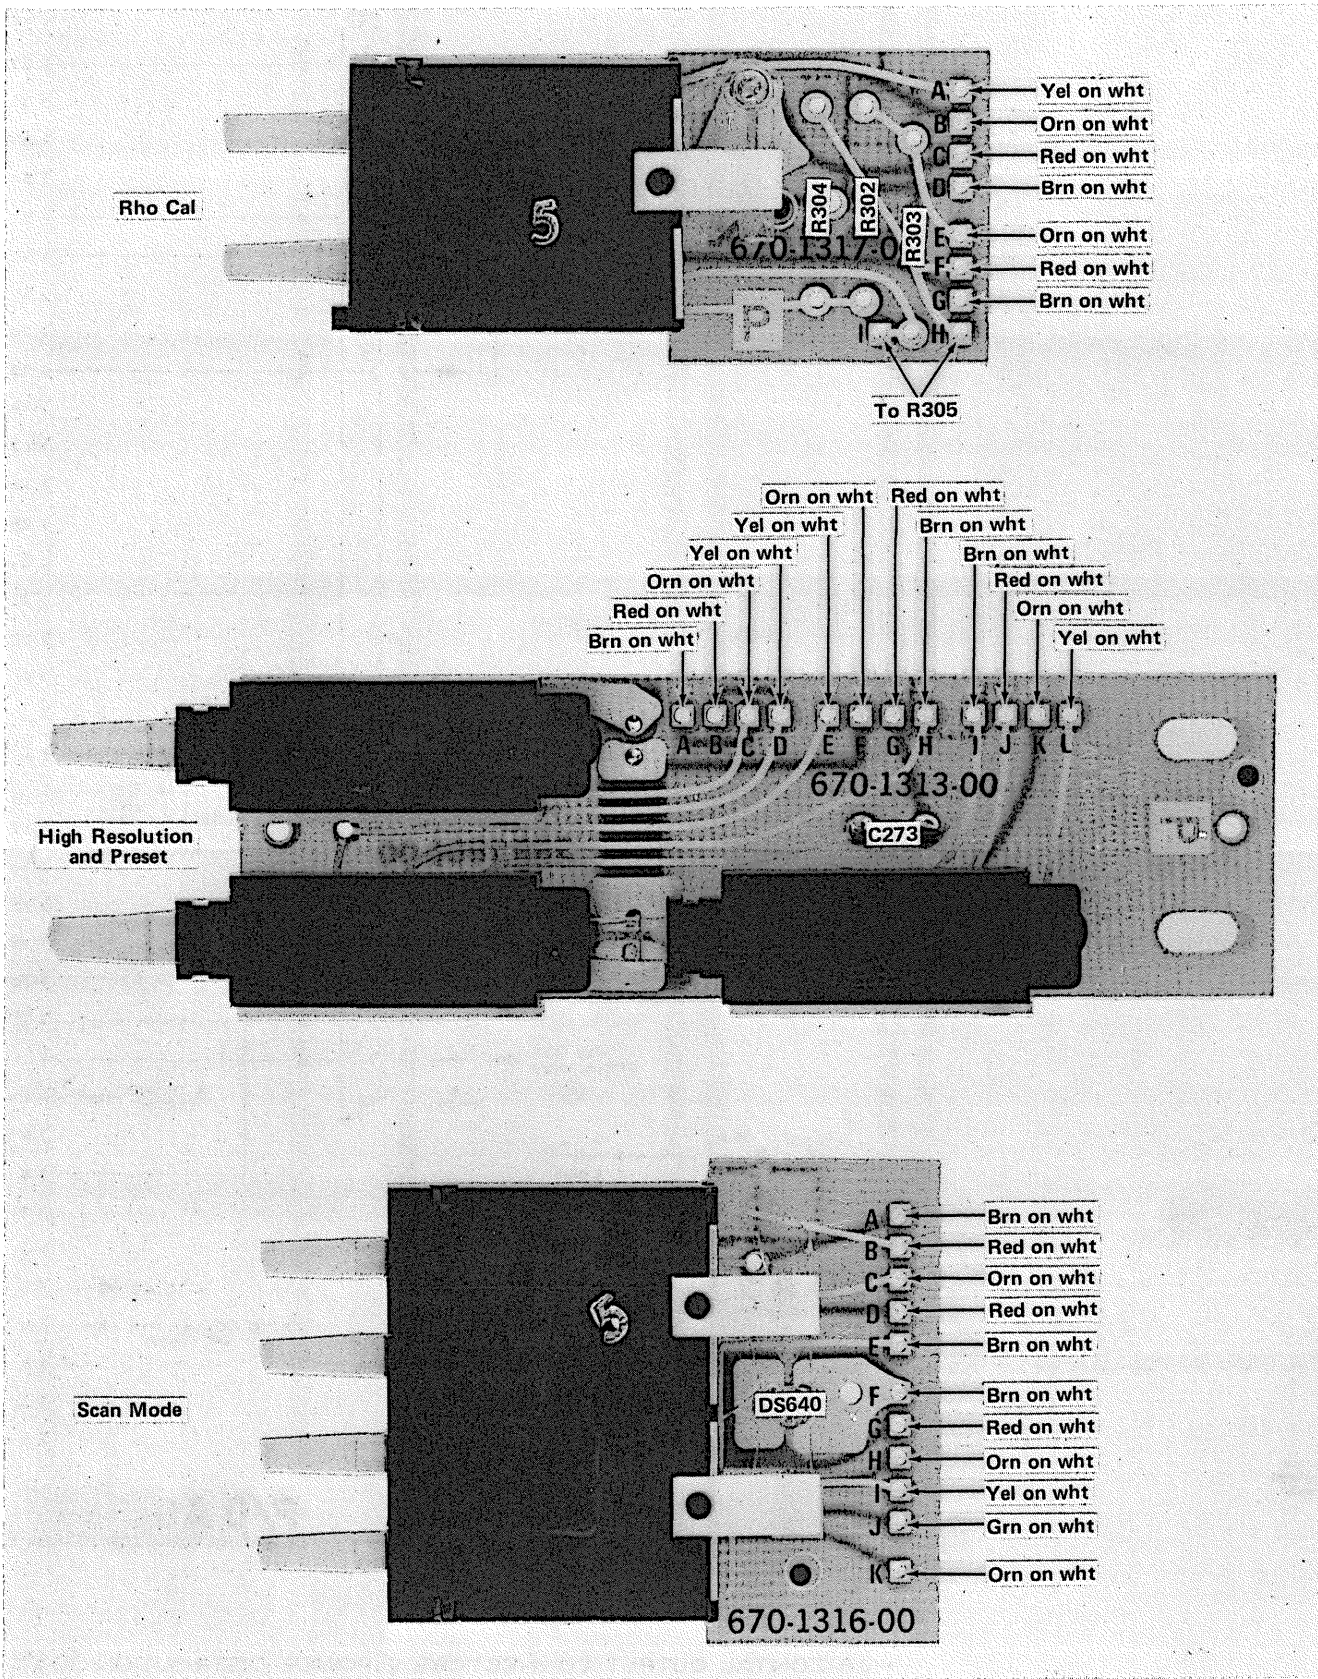 Rho Cal
5
A Yel on wht
B Orn on wht
C Red on wht
D Brn on wht
R304
R302
R303
670-1317-0
E Orn on wht
F Red on wht
G Brn on wht
P
I
H
To R305
Orn on wht Red on wht
Yel on wht Brn on wht
Yel on wht Brn on wht
Orn on wht Red on wht
Red on wht Orn on wht
Brn on wht Yel on wht
A B C D E F G H I J K L
670-1313-00
High Resolution
and Preset
C273
Scan Mode
5
A Brn on wht
B Red on wht
C Orn on wht
D Red on wht
E Brn on wht
DS640
F Brn on wht
G Red on wht
H Orn on wht
I Yel on wht
J Grn on wht
K Orn on wht
670-1316-00